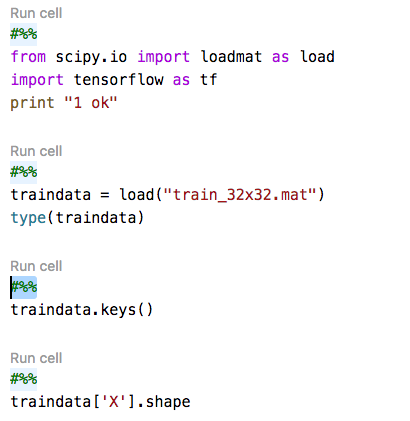 Run cell
#%%
from scipy.io import loadmat as load
import tensorflow as tf
print "1 ok"
Run cell
#%%
traindata = load("train_32x32.mat")
type(traindata)
Run cell
#%%
traindata.keys()
Run cell
#%%
traindata['X'].shape